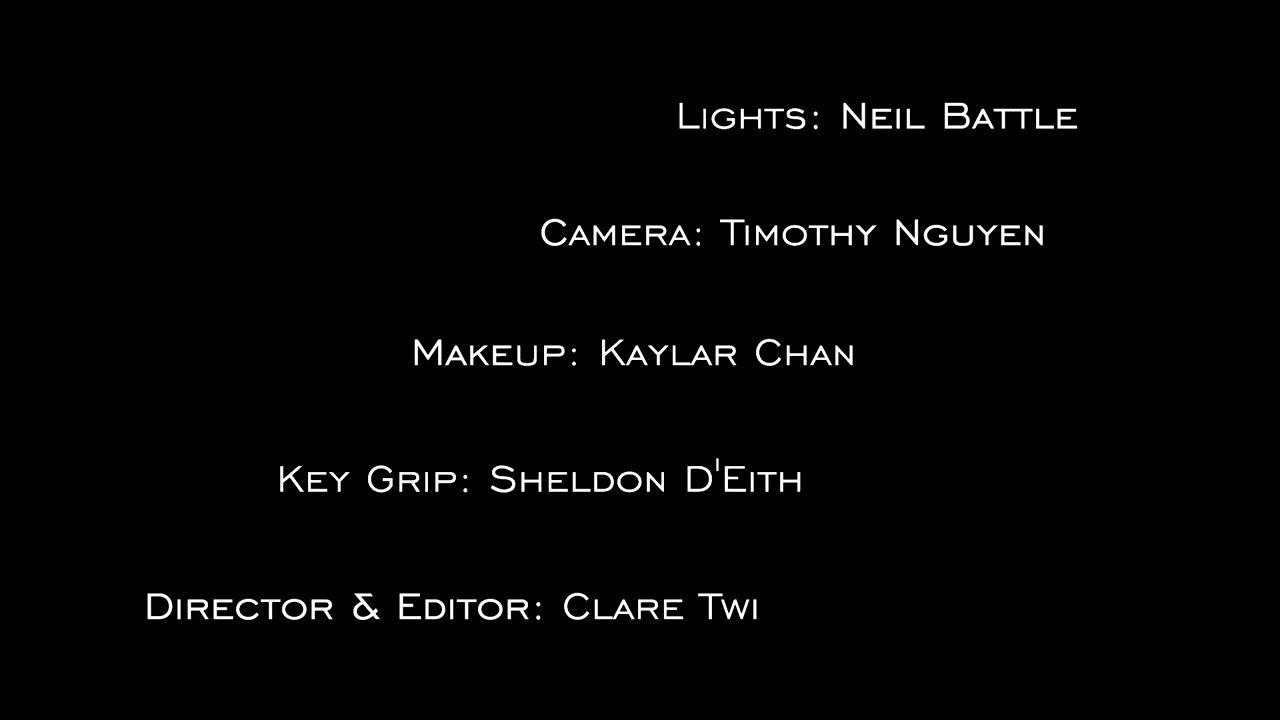 Lights: Neil Battle
Camera: Timothy Nguyen
Makeup: Kaylar Chan
Key Grip: Sheldon D'Eith
Director & Editor: Clare Twi